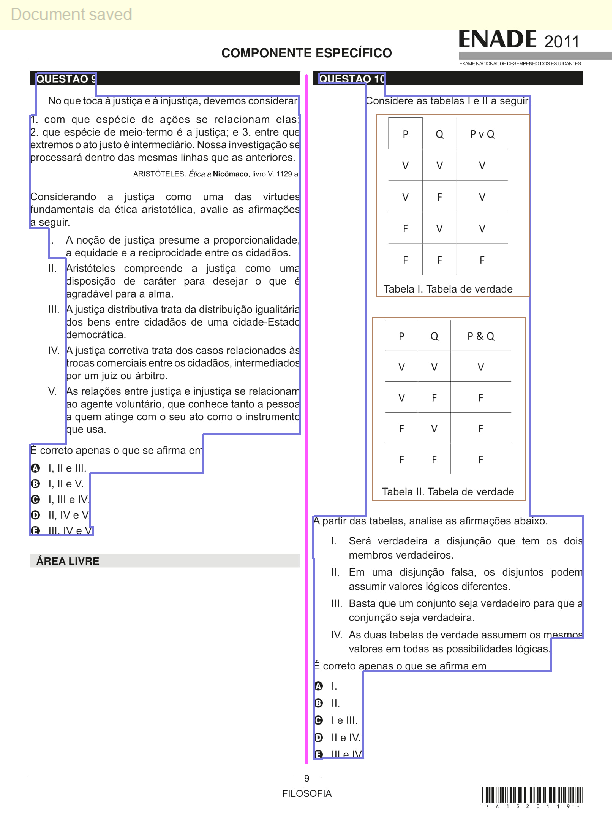 Document saved
ENADE 2011
EXAME NACIONAL DE DESEMPENHO DOS ESTUDANTES
COMPONENTE ESPECÍFICO
QUESTÃO 9
No que toca à justiça e à injustiça, devemos considerar:
1. com que espécie de ações se relacionam elas;
2. que espécie de meio-termo é a justiça; e 3. entre que
extremos o ato justo é intermediário. Nossa investigação se
processará dentro das mesmas linhas que as anteriores.
ARISTÓTELES. Ética a Nicômaco, livro V. 1129 a.
Considerando a justiça como uma das virtudes
fundamentais da ética aristotélica, avalie as afirmações
a seguir.
I. A noção de justiça presume a proporcionalidade,
a equidade e a reciprocidade entre os cidadãos.
II. Aristóteles compreende a justiça como uma
disposição de caráter para desejar o que é
agradável para a alma.
III. A justiça distributiva trata da distribuição igualitária
dos bens entre cidadãos de uma cidade-Estado
democrática.
IV. A justiça corretiva trata dos casos relacionados às
trocas comerciais entre os cidadãos, intermediados
por um juiz ou árbitro.
V. As relações entre justiça e injustiça se relacionam
ao agente voluntário, que conhece tanto a pessoa
a quem atinge com o seu ato como o instrumento
que usa.
É correto apenas o que se afirma em
A I, II e III.
B I, II e V.
C I, III e IV.
D II, IV e V.
E III, IV e V.
ÁREA LIVRE
QUESTÃO 10
Considere as tabelas I e II a seguir.
P Q P v Q
V V V
V F V
F V V
F F F
Tabela I. Tabela de verdade
P Q P & Q
V V V
V F F
F V F
F F F
Tabela II. Tabela de verdade
A partir das tabelas, analise as afirmações abaixo.
I. Será verdadeira a disjunção que tem os dois
membros verdadeiros.
II. Em uma disjunção falsa, os disjuntos podem
assumir valores lógicos diferentes.
III. Basta que um conjunto seja verdadeiro para que a
conjunção seja verdadeira.
IV. As duas tabelas de verdade assumem os mesmos
valores em todas as possibilidades lógicas.
É correto apenas o que se afirma em
A I.
B II.
C I e III.
D II e IV.
E III e IV.
9
FILOSOFIA